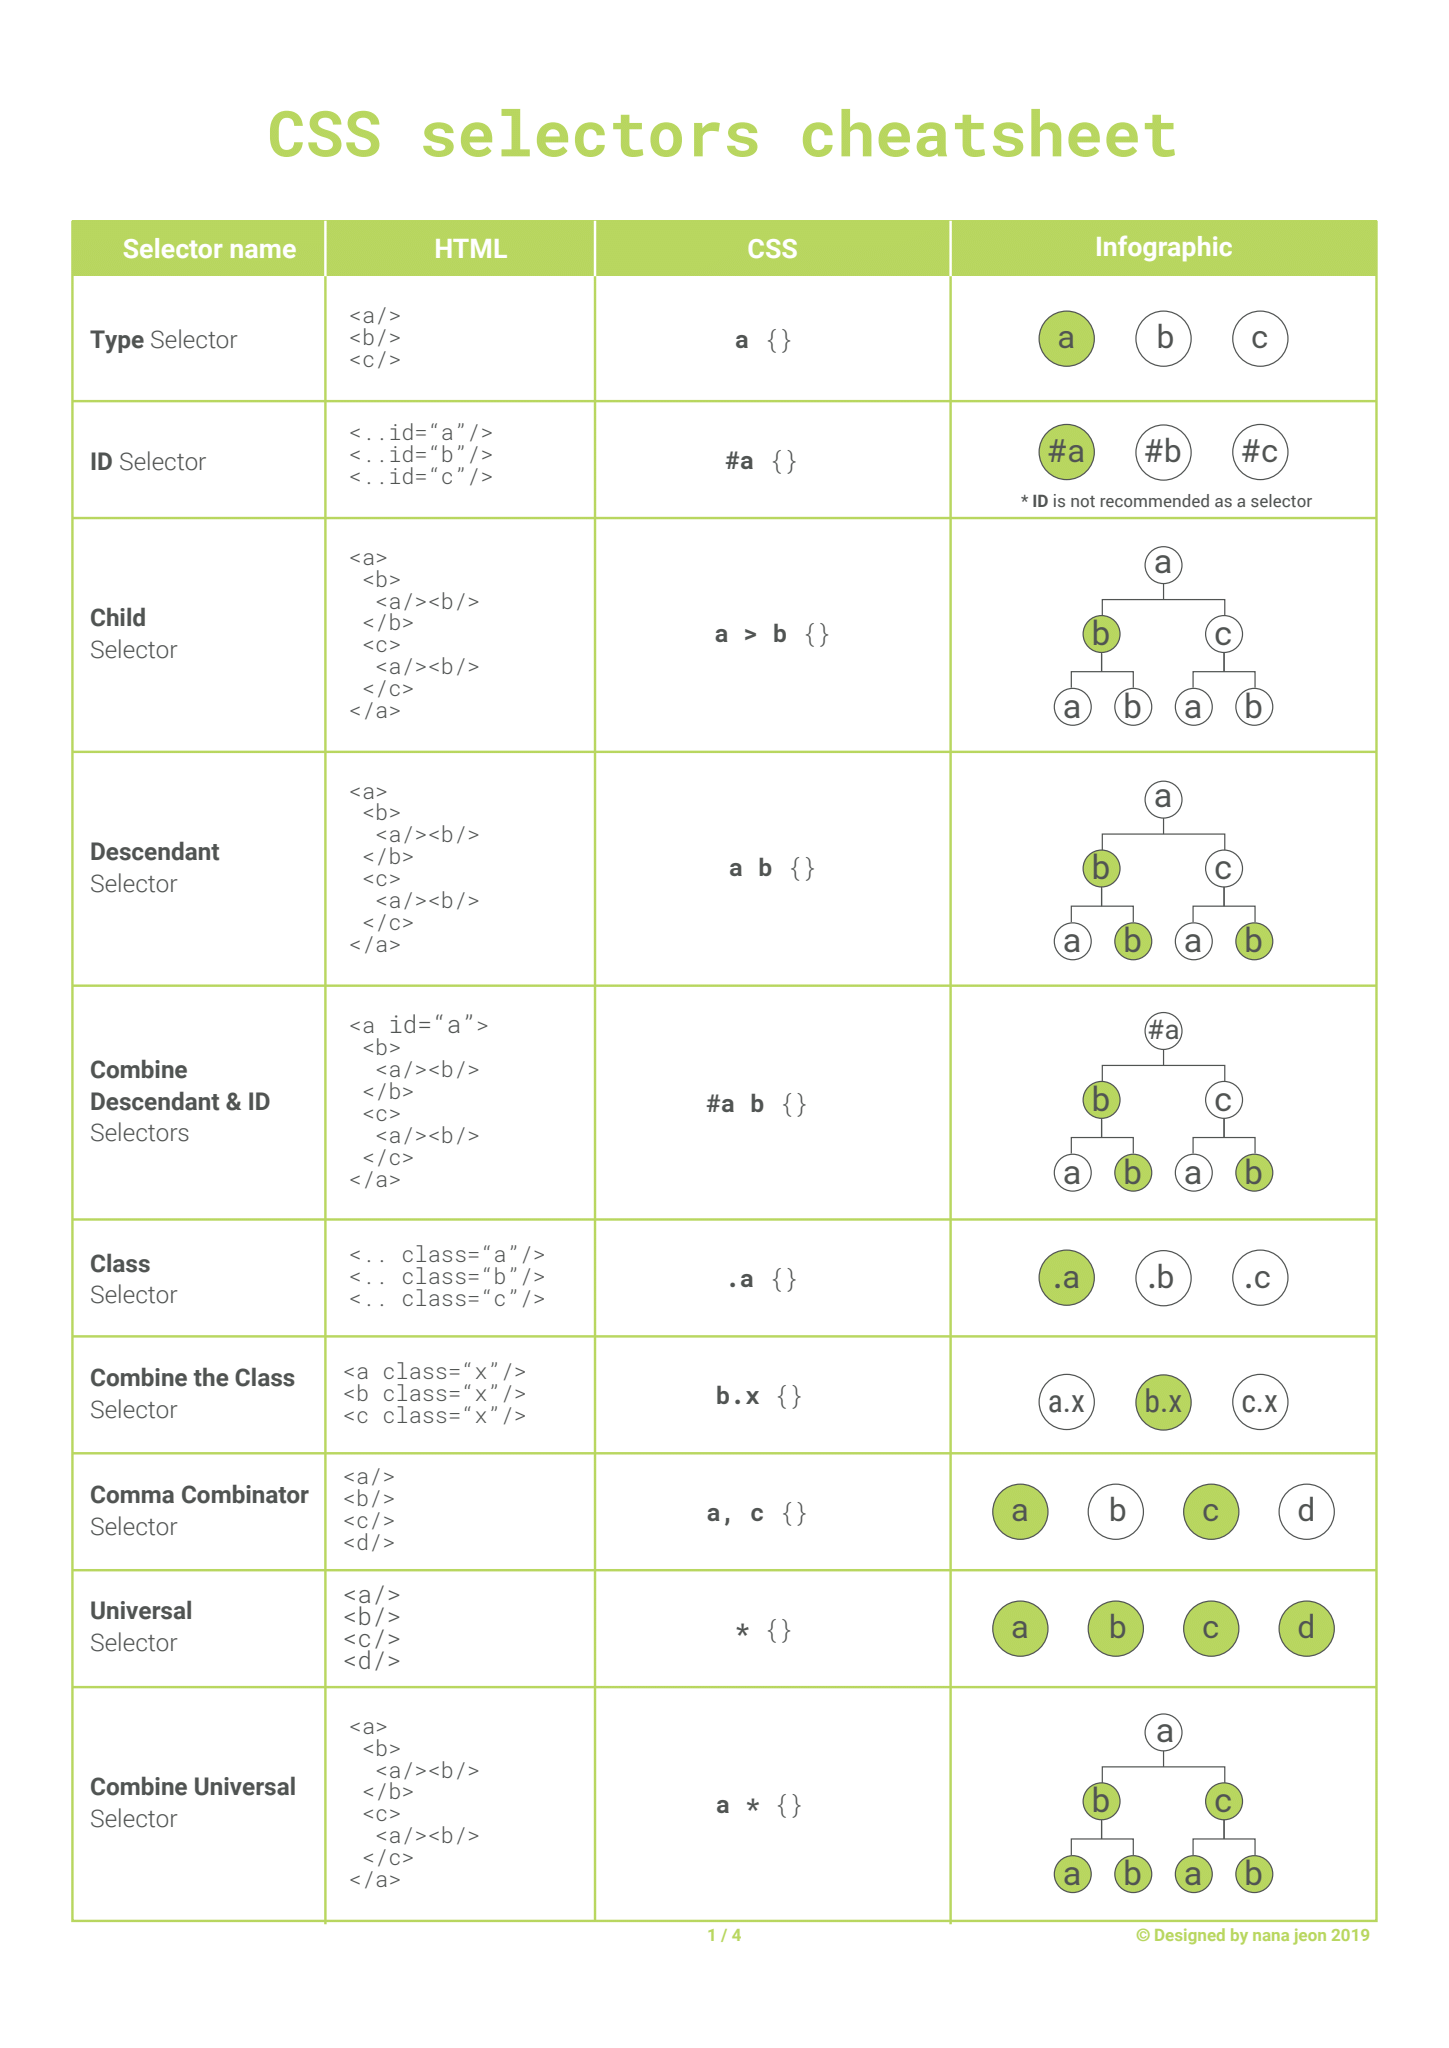 CSS selectors cheatsheet
Selector name HTML CSS Infographic
Type Selector
<a/>
<b/>
<c/>
a {}
a b c
ID Selector
<..id=“a”/>
<..id=“b”/>
<..id=“c”/>
#a {}
#a #b #c
* ID is not recommended as a selector
Child
Selector
<a>
<b>
<a/><b/>
</b>
<c>
<a/><b/>
</c>
</a>
a > b {}
a
b c
a b a b
Descendant
Selector
<a>
<b>
<a/><b/>
</b>
<c>
<a/><b/>
</c>
</a>
a b {}
a
b c
a b a b
Combine
Descendant & ID
Selectors
<a id=“a”>
<b>
<a/><b/>
</b>
<c>
<a/><b/>
</c>
</a>
#a b {}
#a
b c
a b a b
Class
Selector
<.. class=“a”/>
<.. class=“b”/>
<.. class=“c”/>
.a {}
.a .b .c
Combine the Class
Selector
<a class=“x”/>
<b class=“x”/>
<c class=“x”/>
b.x {}
a.x b.x c.x
Comma Combinator
Selector
<a/>
<b/>
<c/>
<d/>
a, c {}
a b c d
Universal
Selector
<a/>
<b/>
<c/>
<d/>
* {}
a b c d
Combine Universal
Selector
<a>
<b>
<a/><b/>
</b>
<c>
<a/><b/>
</c>
</a>
a * {}
a
b c
a b a b
1 / 4
© Designed by nana jeon 2019